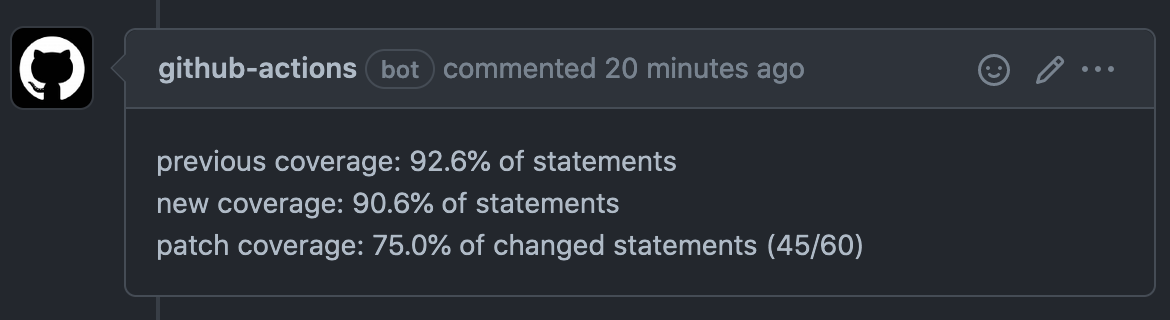 github-actions bot commented 20 minutes ago
previous coverage: 92.6% of statements
new coverage: 90.6% of statements
patch coverage: 75.0% of changed statements (45/60)